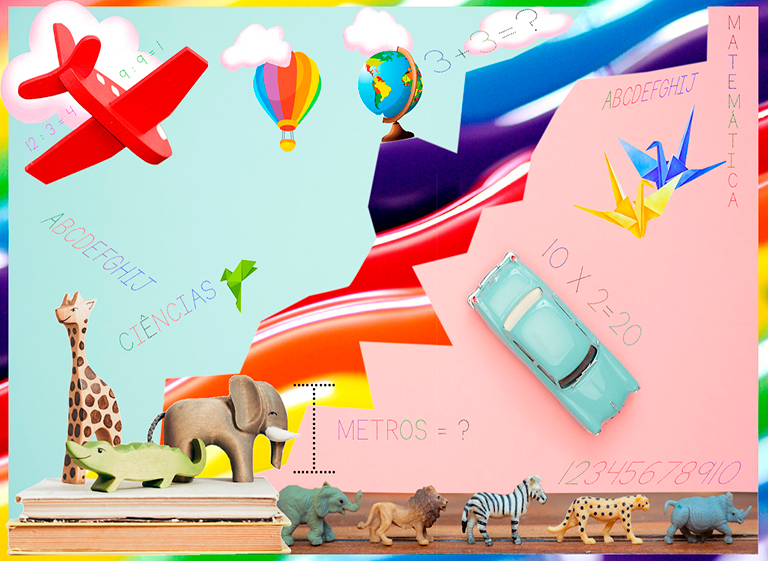 9 ÷ 9 = 1
12 ÷ 3 = 4
3 + 3 = ?
ABCDEFGHIJ
MATEMÁTICA
ABCDEFGHIJ
CIÊNCIAS
10 X 2=20
METROS = ?
12345678910